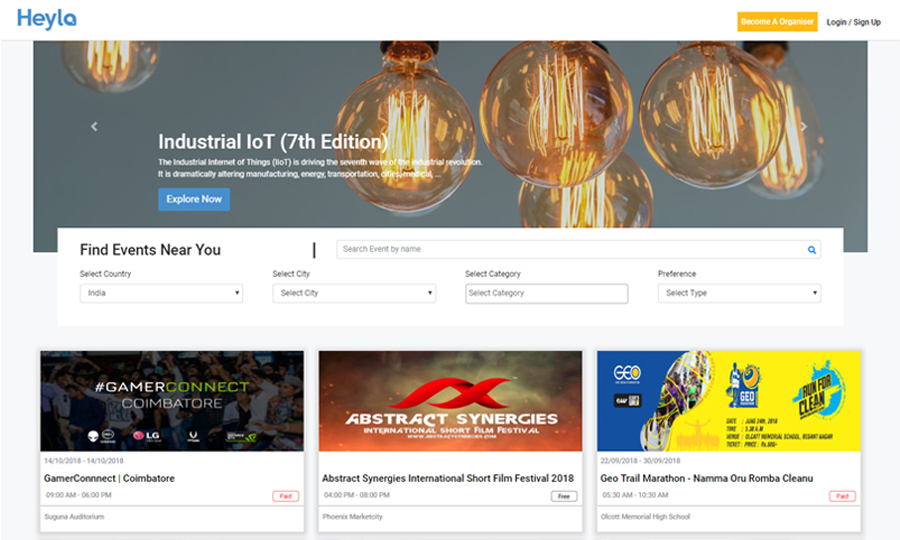 Heyla
Become A Organiser
Login / Sign Up
Industrial IoT (7th Edition)
The Industrial Internet of Things (IIoT) is driving the seventh wave of the industrial revolution.
It is dramatically altering manufacturing, energy, transportation, cities, medical, ...
Explore Now
Find Events Near You
Search Event by name
Select Country
Select City
Select Category
Preference
India
Select City
Select Category
Select Type
#GAMERCONNECT
COIMBATORE
LG
ABSTRACT SYNERGIES
INTERNATIONAL SHORT FILM FESTIVAL
WWW.ABSTRACTSYNERGIES.COM
GEO
GEO
RUN FOR
CLEAN
DATE : JUNE 24th, 2018
TIME : 5.30 A.M
VENUE : OLCATT MEMORIAL SCHOOL, BESANT NAGAR
TICKET : PRICE : Rs.600/-
14/10/2018 - 14/10/2018
GamerConnnect | Coimbatore
09:00 AM - 06:00 PM
Paid
Suguna Auditorium
Abstract Synergies International Short Film Festival 2018
04:00 PM - 08:00 PM
Free
Phoenix Marketcity
22/09/2018 - 30/09/2018
Geo Trail Marathon - Namma Oru Romba Cleanu
05:30 AM - 10:30 AM
Paid
Olcott Memorial High School